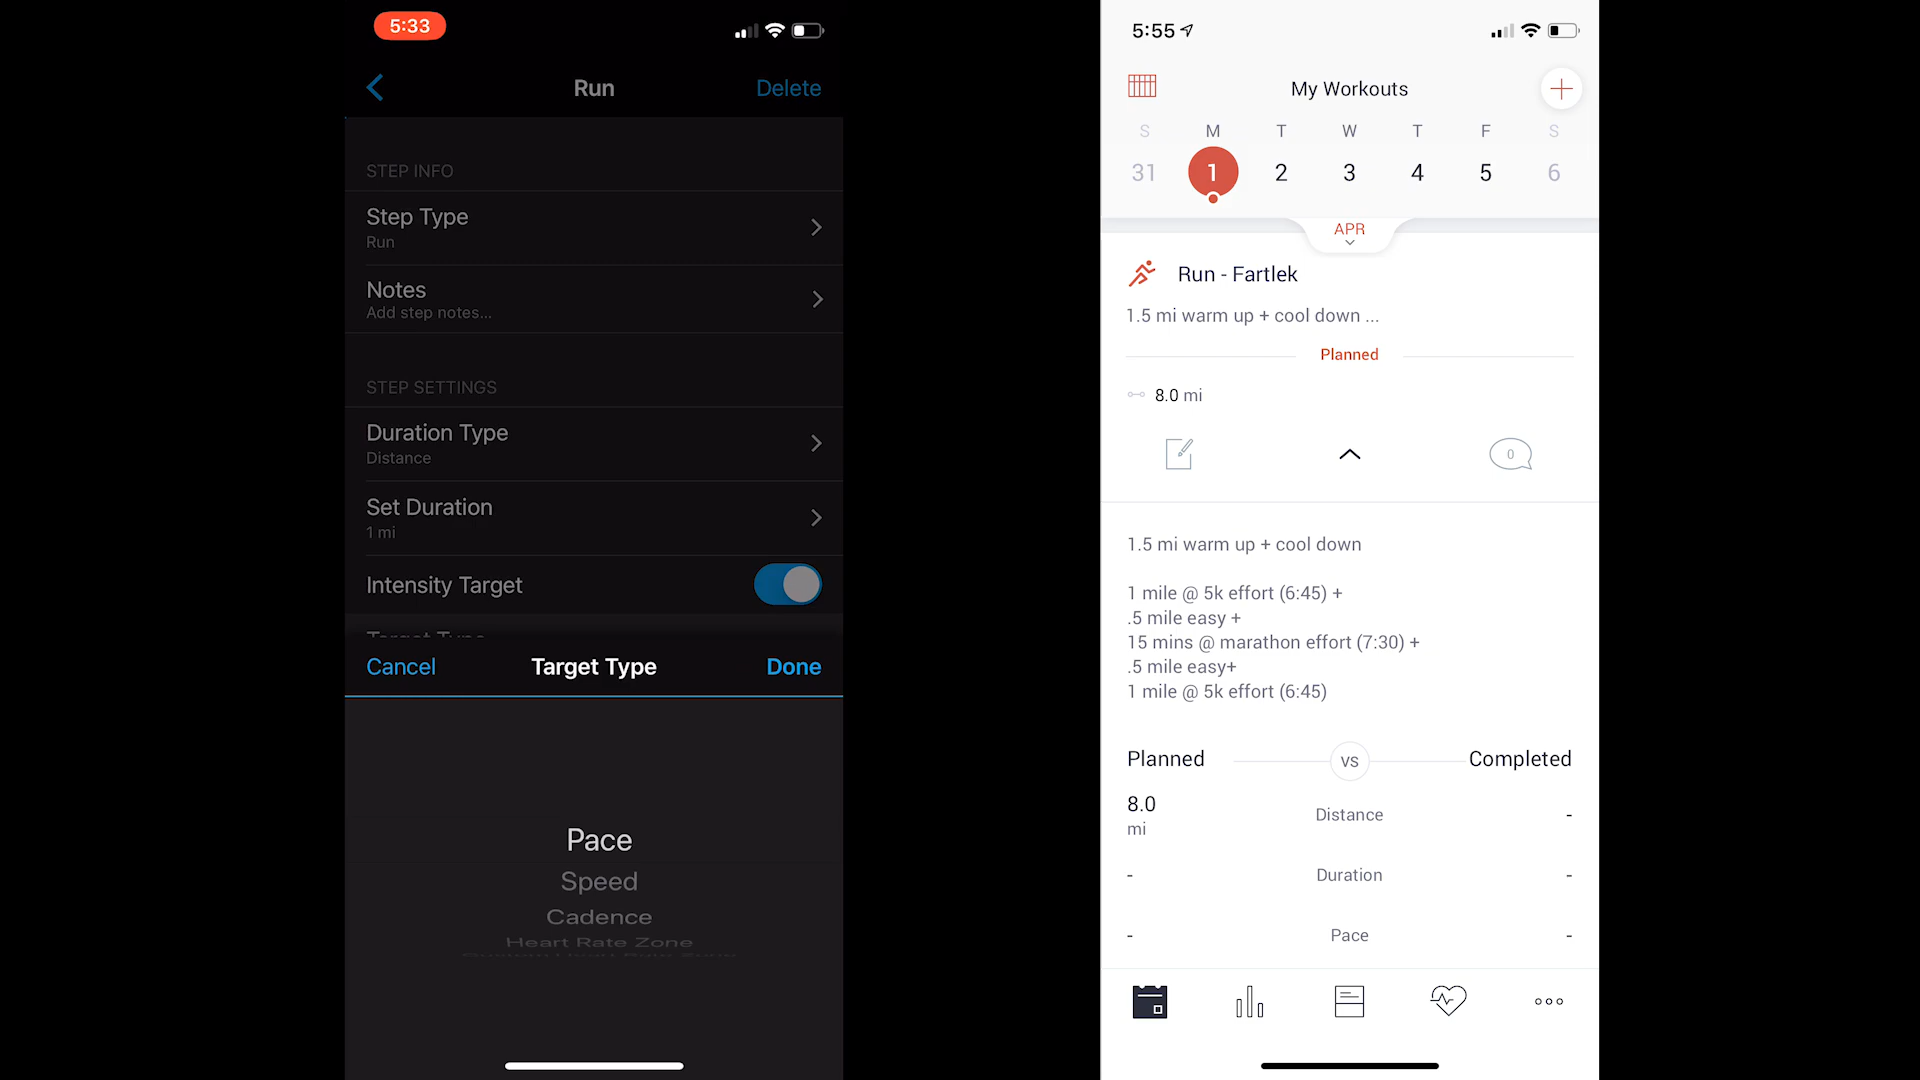 5:33
Run
Delete
STEP INFO
Step Type
Run
Notes
Add step notes...
STEP SETTINGS
Duration Type
Distance
Set Duration
1 mi
Intensity Target
Target Type
Cancel
Target Type
Done
Pace
Speed
Cadence
Heart Rate Zone
5:55
My Workouts
S M T W T F S
31 1 2 3 4 5 6
APR
Run - Fartlek
1.5 mi warm up + cool down ...
Planned
8.0 mi
0
1.5 mi warm up + cool down
1 mile @ 5k effort (6:45) +
.5 mile easy +
15 mins @ marathon effort (7:30) +
.5 mile easy+
1 mile @ 5k effort (6:45)
Planned VS Completed
8.0
mi
Distance
-
- Duration -
- Pace -